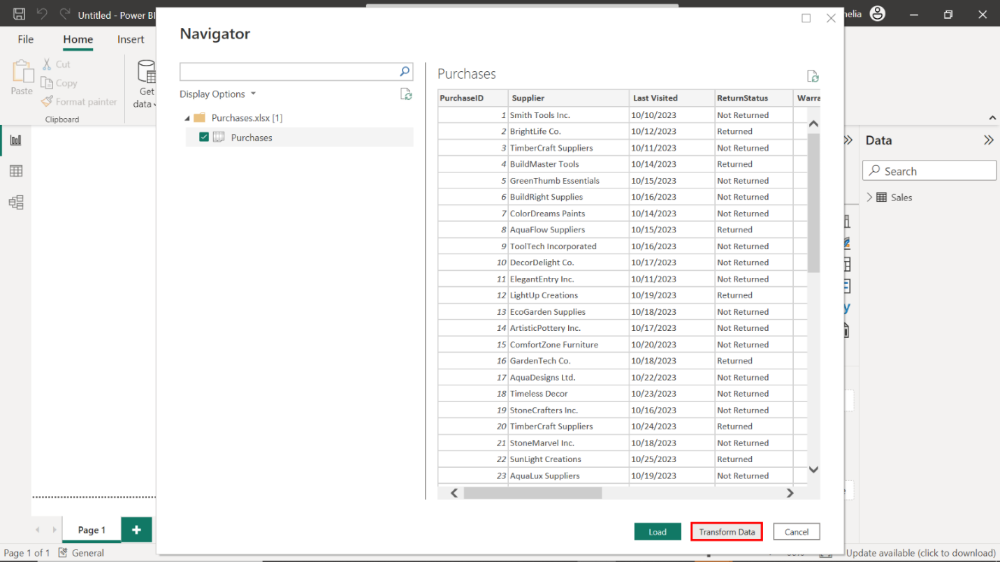 Untitled - Power BI
nelia
File Home Insert
Paste
Cut
Copy
Format painter
Clipboard
Get
data
Navigator
Display Options
Purchases.xlsx [1]
Purchases
Purchases
PurchaseID Supplier Last Visited ReturnStatus Warra
1 Smith Tools Inc. 10/10/2023 Not Returned
2 BrightLife Co. 10/12/2023 Returned
3 TimberCraft Suppliers 10/11/2023 Not Returned
4 BuildMaster Tools 10/14/2023 Returned
5 GreenThumb Essentials 10/15/2023 Not Returned
6 BuildRight Supplies 10/16/2023 Not Returned
7 ColorDreams Paints 10/14/2023 Not Returned
8 AquaFlow Suppliers 10/15/2023 Returned
9 ToolTech Incorporated 10/16/2023 Not Returned
10 DecorDelight Co. 10/17/2023 Not Returned
11 ElegantEntry Inc. 10/11/2023 Not Returned
12 LightUp Creations 10/19/2023 Returned
13 EcoGarden Supplies 10/18/2023 Not Returned
14 ArtisticPottery Inc. 10/17/2023 Not Returned
15 ComfortZone Furniture 10/20/2023 Not Returned
16 GardenTech Co. 10/18/2023 Returned
17 AquaDesigns Ltd. 10/22/2023 Not Returned
18 Timeless Decor 10/23/2023 Not Returned
19 StoneCrafters Inc. 10/16/2023 Not Returned
20 TimberCraft Suppliers 10/24/2023 Returned
21 StoneMarvel Inc. 10/18/2023 Not Returned
22 SunLight Creations 10/25/2023 Returned
23 AquaLux Suppliers 10/19/2023 Not Returned
Load Transform Data Cancel
Data
Search
Sales
Page 1
Page 1 of 1 General
Update available (click to download)